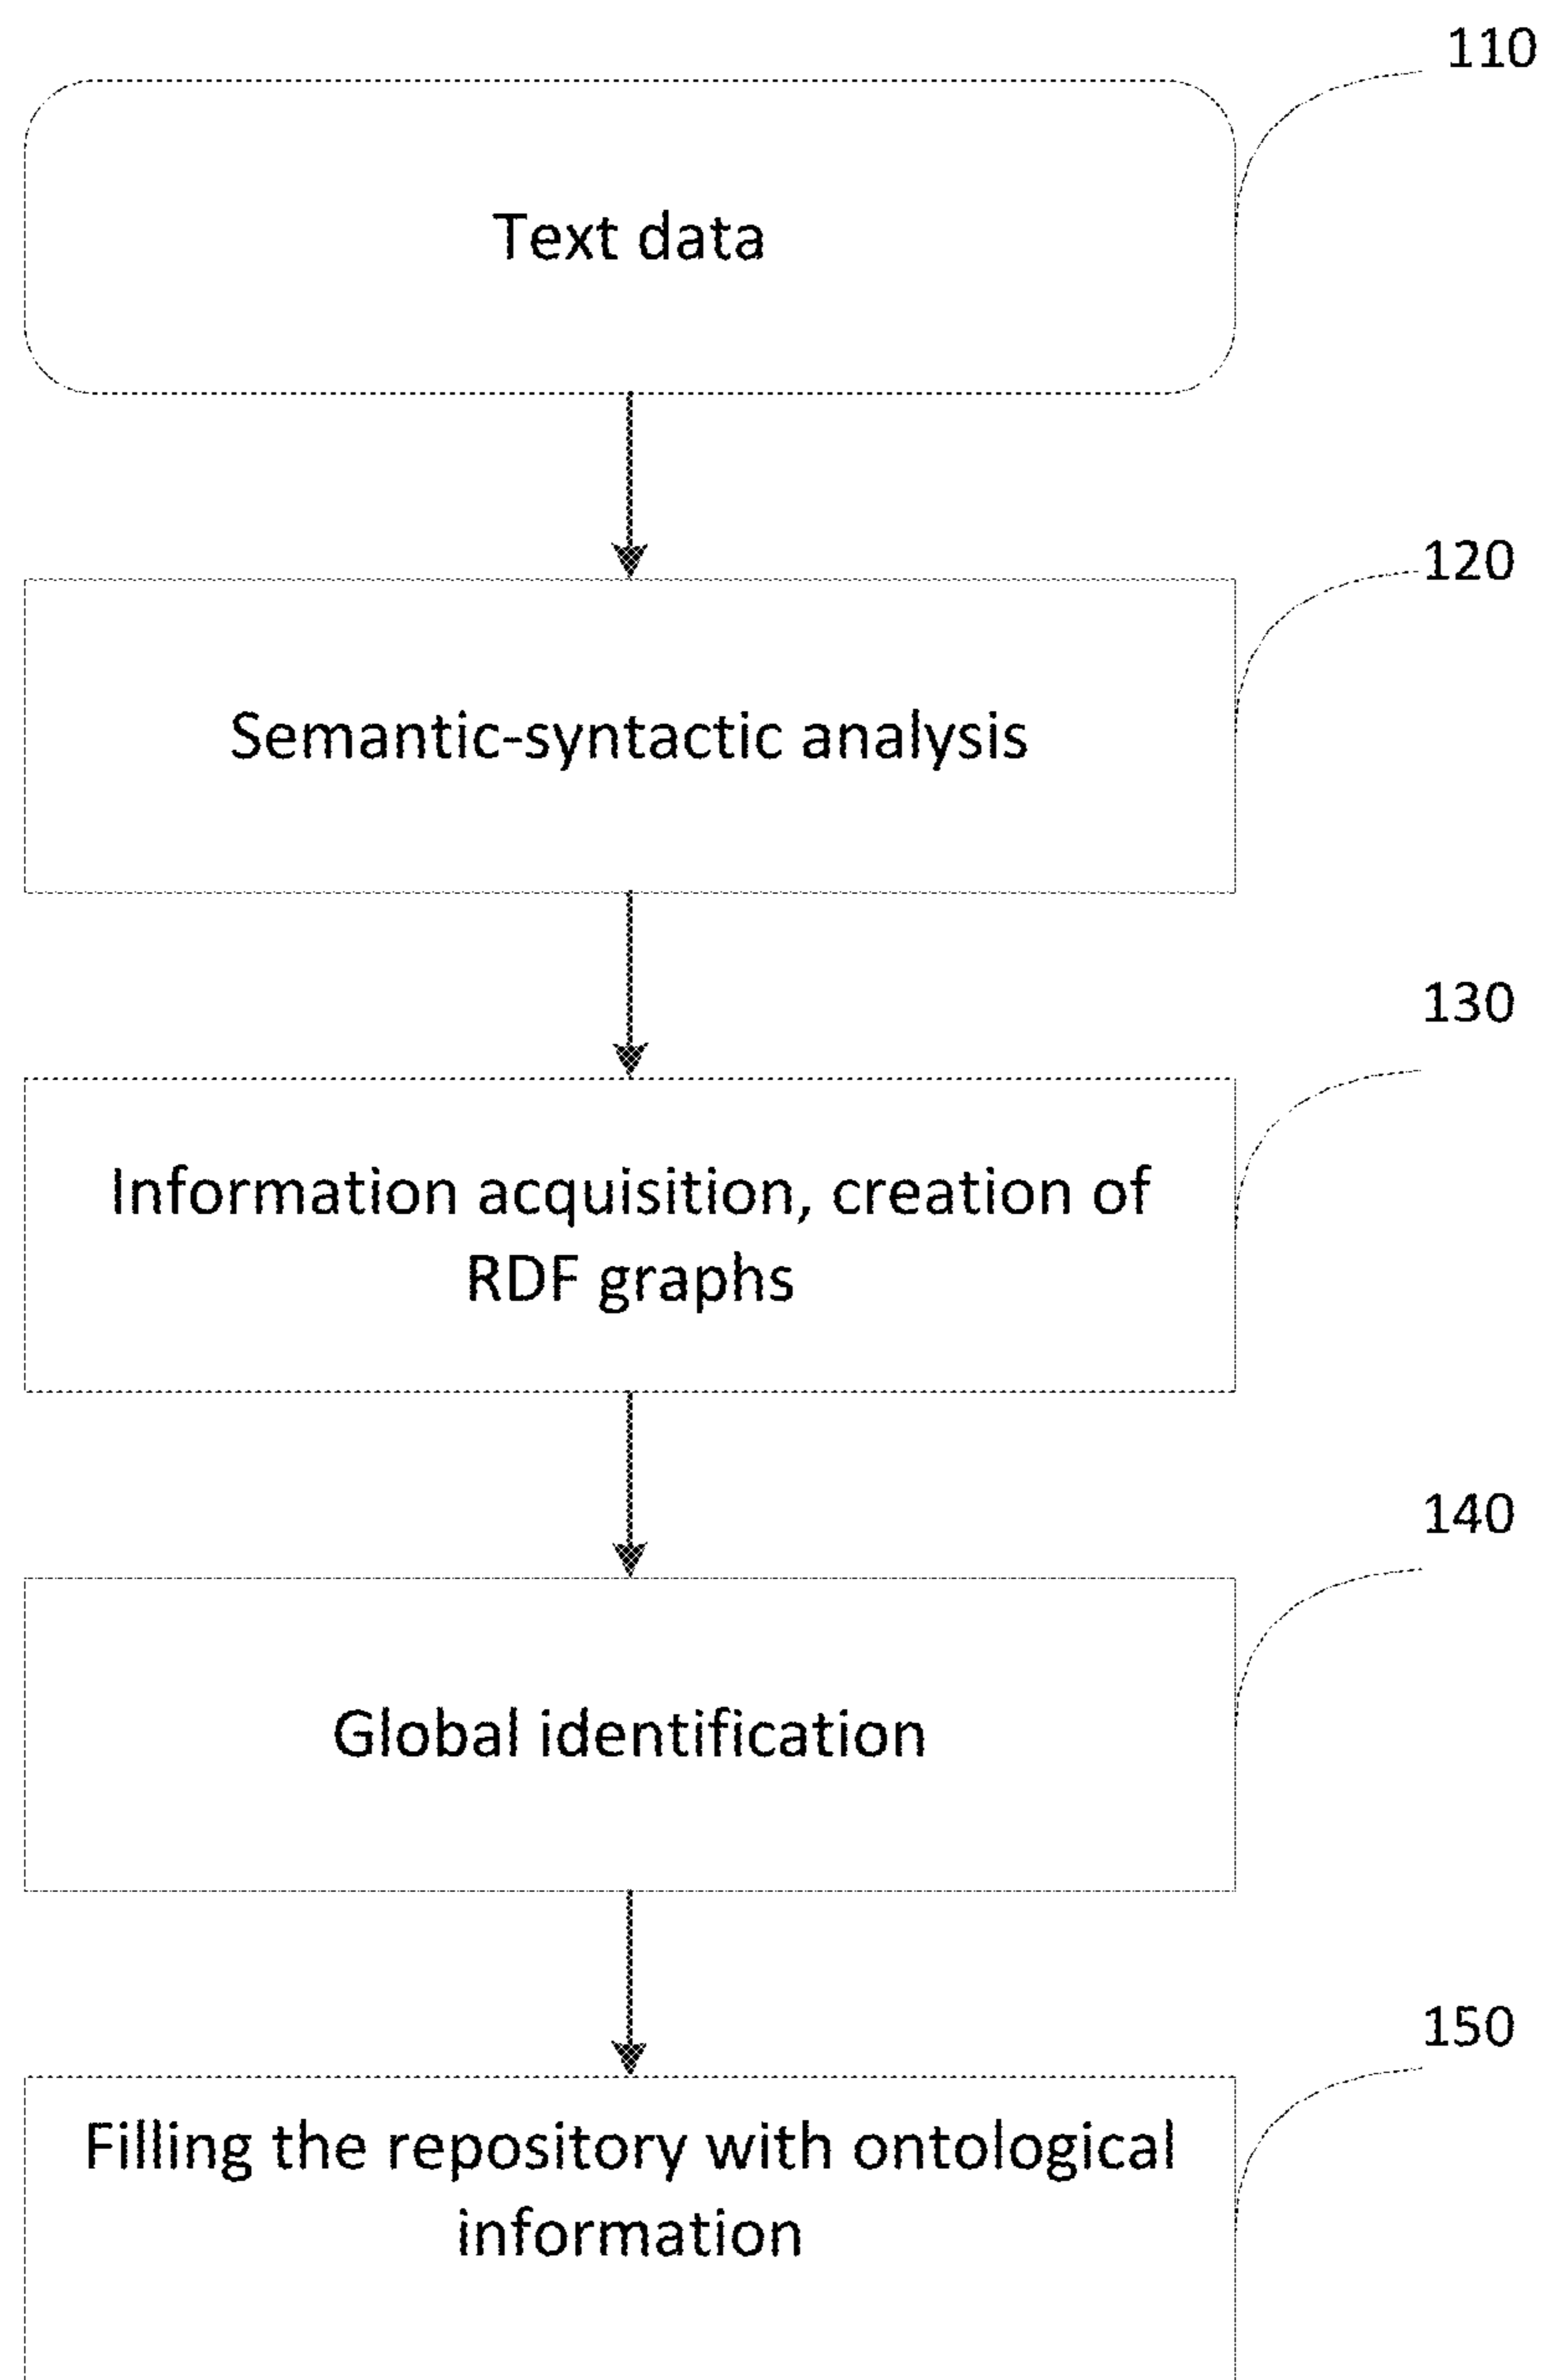 110
Text data
120
Semantic-syntactic analysis
130
Information acquisition, creation of
RDF graphs
140
Global identification
150
Filling the repository with ontological
information